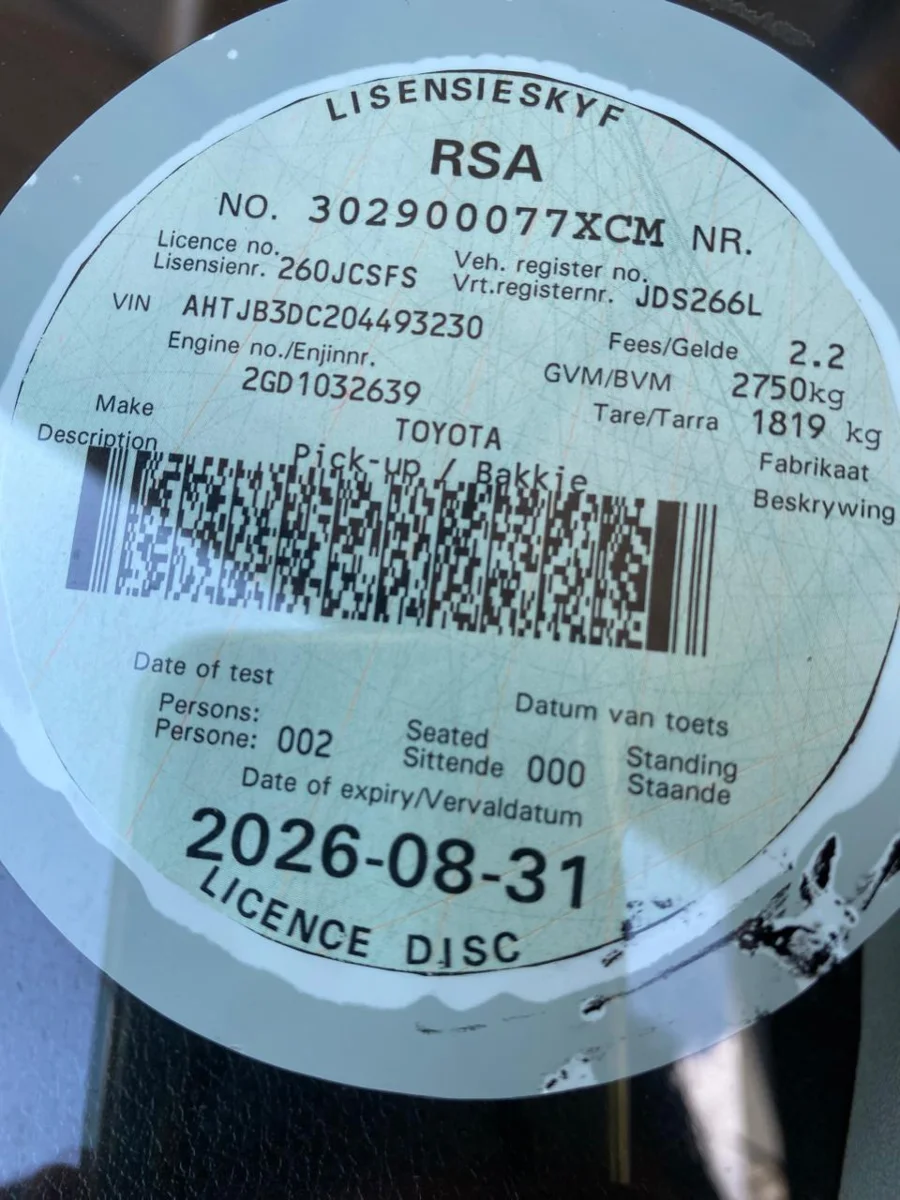 LISENSIESKYF
RSA
NO. 302900077XCM NR.
Licence no.
Lisensienr. 260JCSFS
Veh. register no.
Vrt.registernr. JDS266L
VIN AHTJB3DC204493230
Engine no./Enjinnr.
2GD1032639
Fees/Gelde 2.2
GVM/BVM 2750kg
Tare/Tarra 1819 kg
Make TOYOTA Fabrikaat
Description Pick-up / Bakkie Beskrywing
Date of test Datum van toets
Persons:
Persone: 002
Seated
Sittende 000
Standing
Staande
Date of expiry/Vervaldatum
2026-08-31
LICENCE DISC